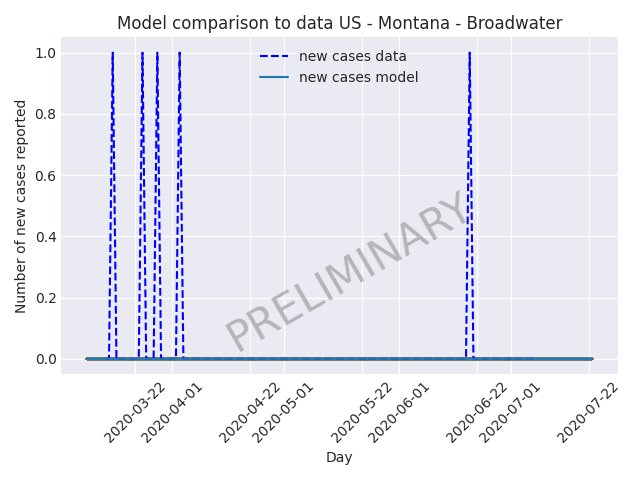 Model comparison to data US - Montana - Broadwater
new cases data
new cases model
Number of new cases reported
1.0
0.8
0.6
0.4
0.2
0.0
PRELIMINARY
2020-03-22
2020-04-01
2020-04-22
2020-05-01
2020-05-22
2020-06-01
2020-06-22
2020-07-01
2020-07-22
Day